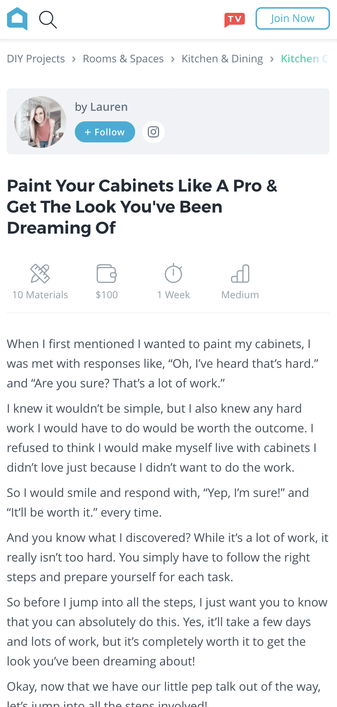 TV
Join Now
DIY Projects > Rooms & Spaces > Kitchen & Dining > Kitchen C
by Lauren
+ Follow
Paint Your Cabinets Like A Pro &
Get The Look You've Been
Dreaming Of
10 Materials $100 1 Week Medium
When I first mentioned I wanted to paint my cabinets, I
was met with responses like, “Oh, I’ve heard that’s hard.”
and “Are you sure? That’s a lot of work.”
I knew it wouldn’t be simple, but I also knew any hard
work I would have to do would be worth the outcome. I
refused to think I would make myself live with cabinets I
didn’t love just because I didn’t want to do the work.
So I would smile and respond with, “Yep, I’m sure!” and
“It’ll be worth it.” every time.
And you know what I discovered? While it’s a lot of work, it
really isn’t too hard. You simply have to follow the right
steps and prepare yourself for each task.
So before I jump into all the steps, I just want you to know
that you can absolutely do this. Yes, it’ll take a few days
and lots of work, but it’s completely worth it to get the
look you’ve been dreaming about!
Okay, now that we have our little pep talk out of the way,
let’s jump into all the steps involved!